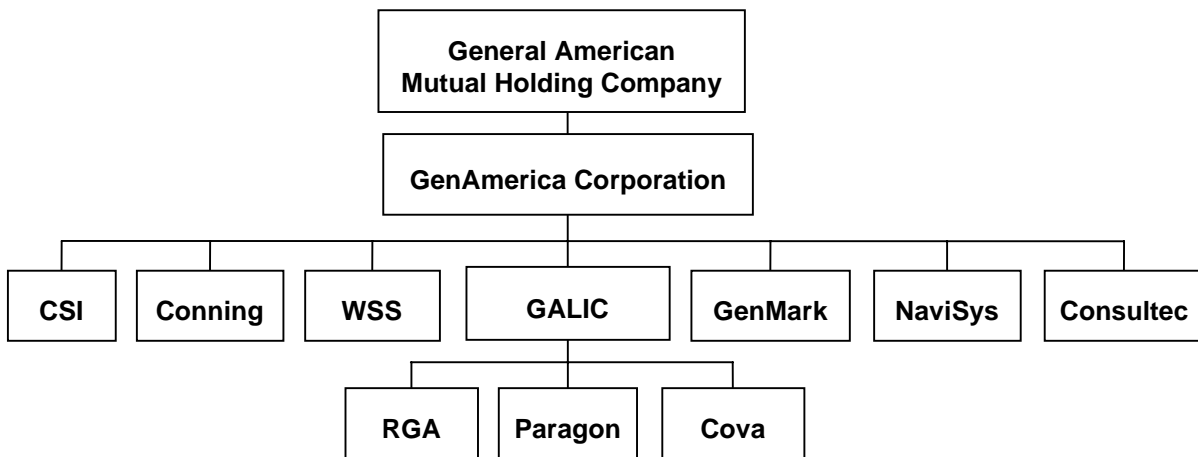 General American
Mutual Holding Company
GenAmerica Corporation
CSI
Conning
WSS
GALIC
GenMark
NaviSys
Consultec
RGA
Paragon
Cova